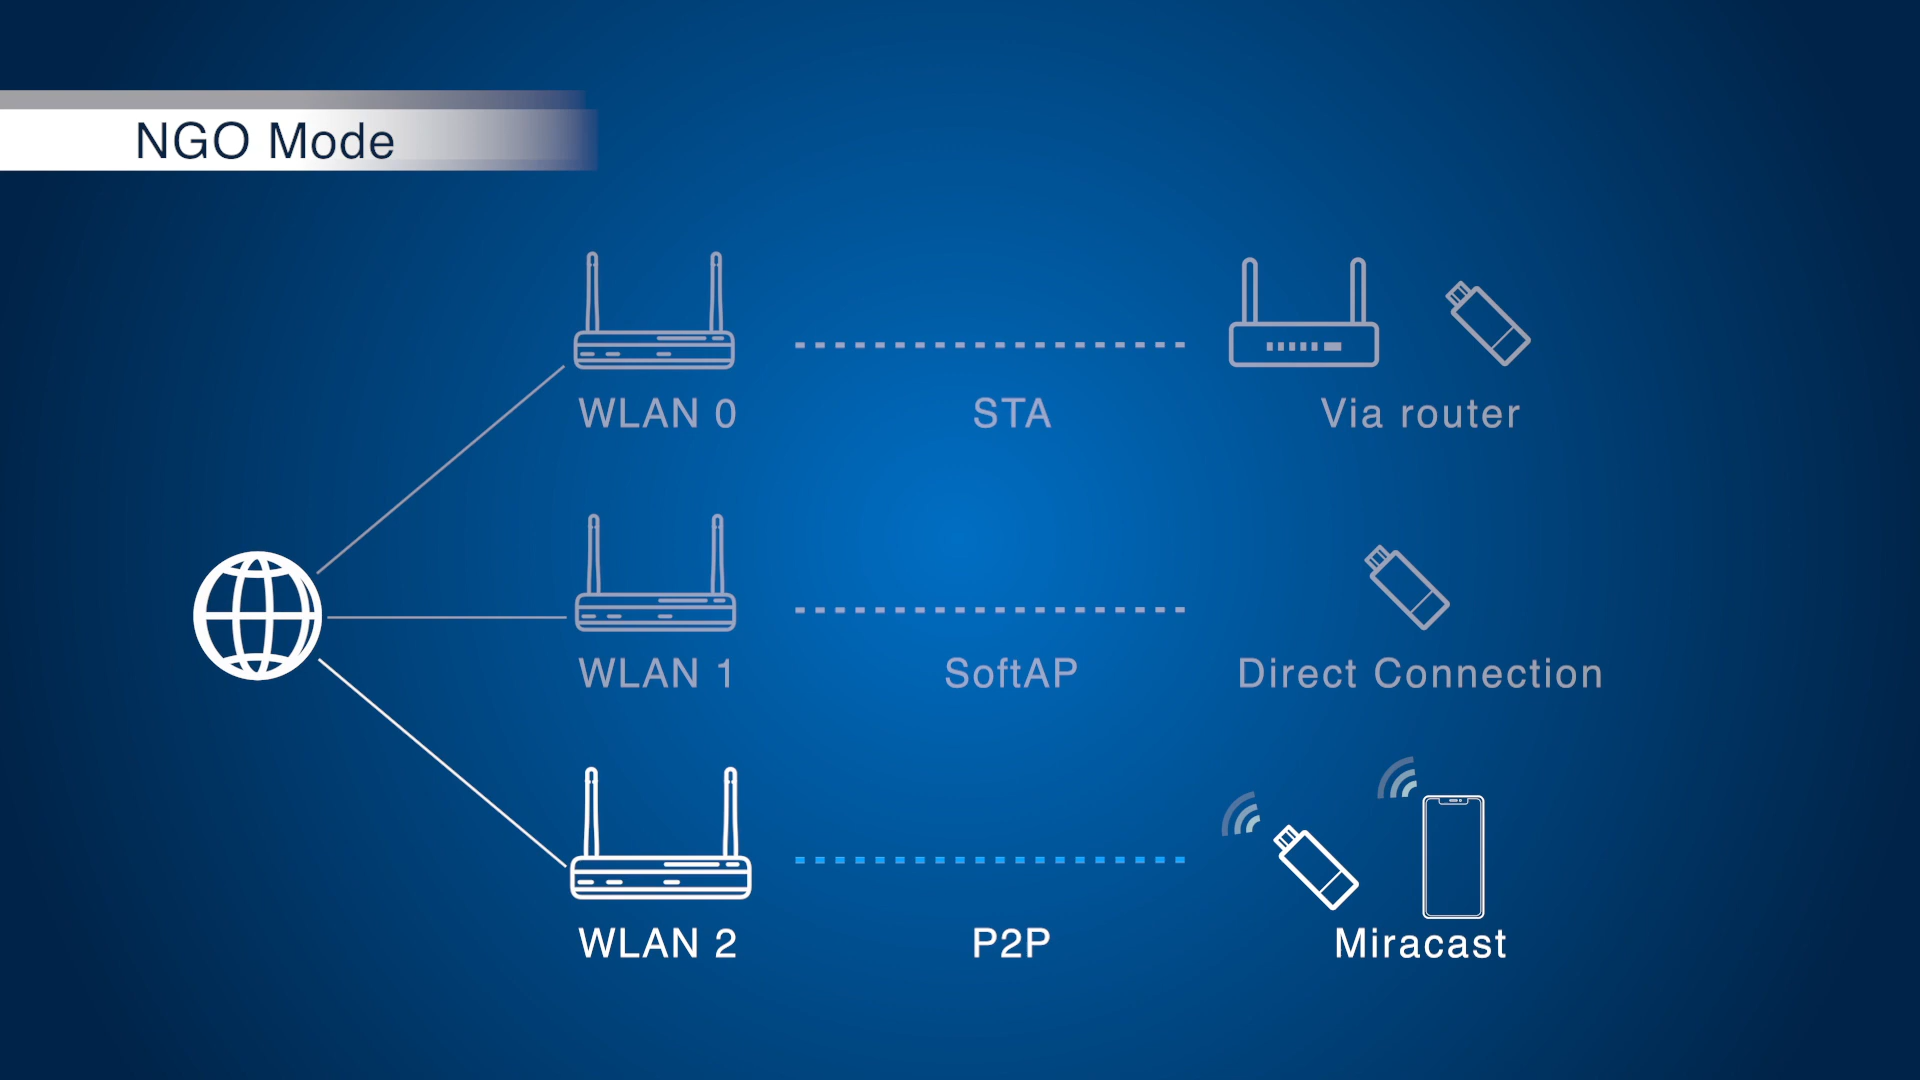 NGO Mode
WLAN 0
STA
Via router
WLAN 1
SoftAP
Direct Connection
WLAN 2
P2P
Miracast